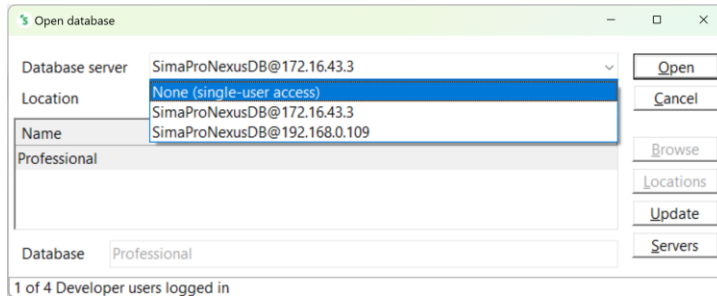 Open database
Database server SimaProNexusDB@172.16.43.3 Open
None (single-user access)
Location Cancel
SimaProNexusDB@172.16.43.3
SimaProNexusDB@192.168.0.109
Name
Professional Browse
Locations
Update
Database Professional Servers
1 of 4 Developer users logged in